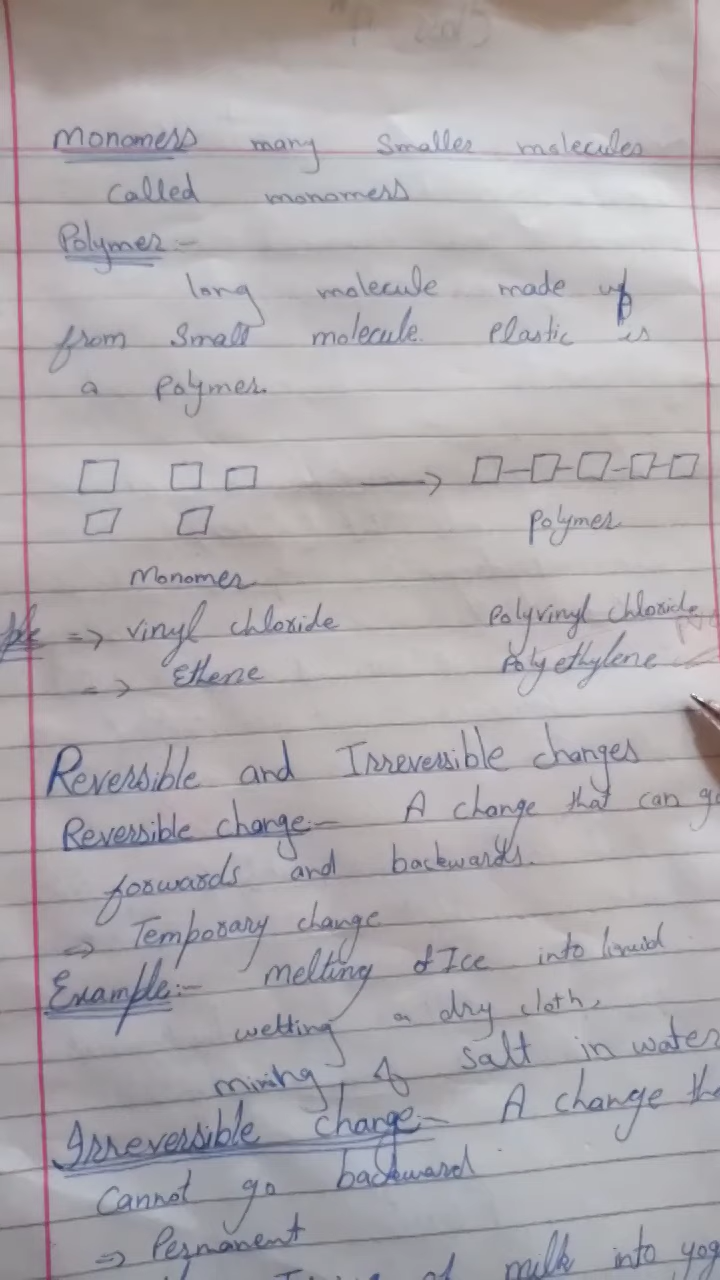 Monomers many smaller molecules
called monomers
Polymer:-
long molecule made up
from small molecule. Plastic is
a polymer.
Polymer
Monomer
=> vinyl chloride Polyvinyl chloride
=> Ethene Polyethylene
Reversible and Irreversible changes
Reversible change:- A change that can go
forwards and backwards.
=> Temporary change
Example:- melting of Ice into liquid
wetting a dry cloth,
mixing of salt in water
Irreversible change:- A change
Cannot go backward
=> Permanent
of milk into